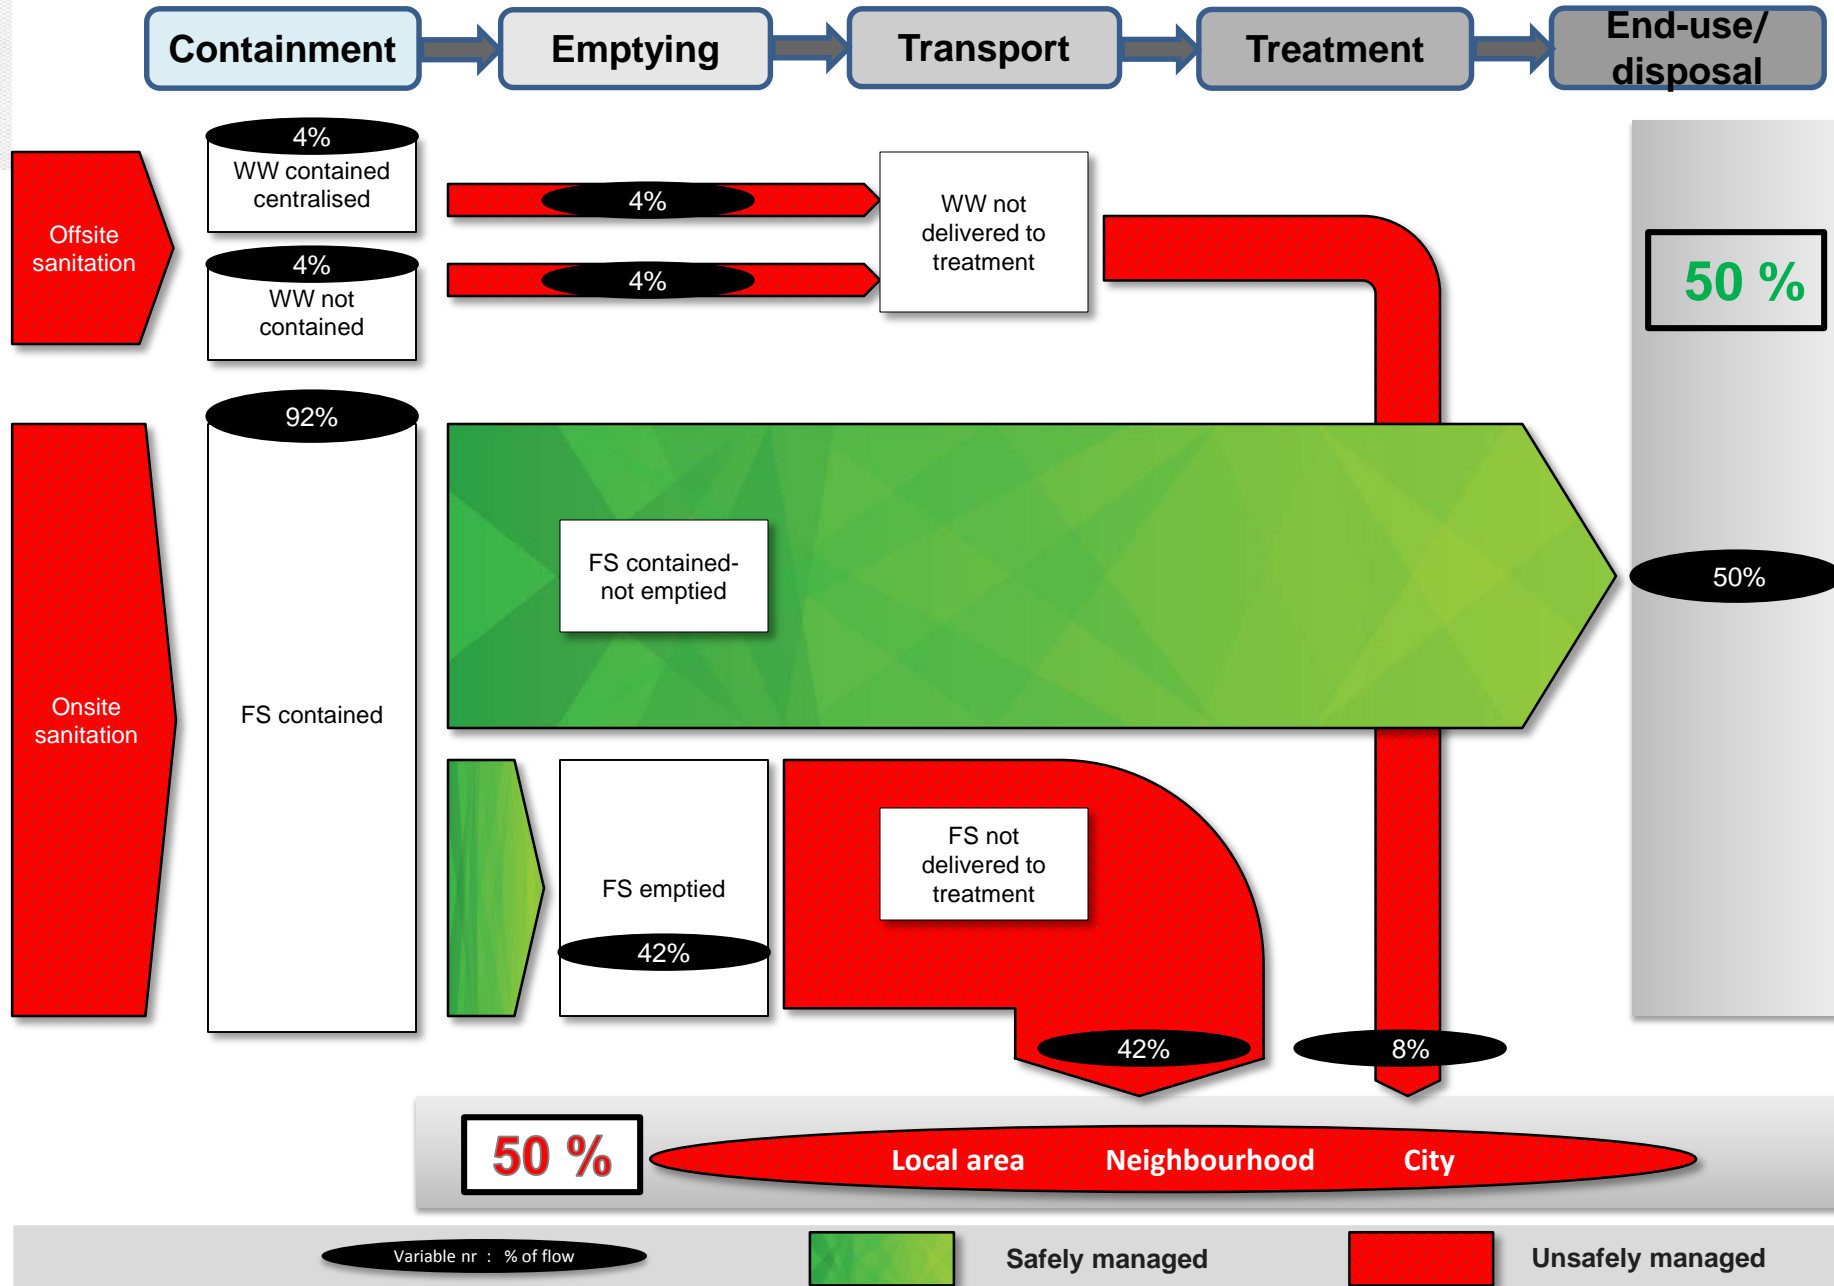 Containment
Emptying
Transport
Treatment
End-use/
disposal
4%
WW contained
centralised
4%
WW not
delivered to
treatment
Offsite
sanitation
4%
WW not
contained
4%
50 %
92%
FS contained-
not emptied
50%
Onsite
sanitation
FS contained
FS emptied
42%
FS not
delivered to
treatment
42%
8%
50 %
Local area Neighbourhood City
Variable nr : % of flow
Safely managed
Unsafely managed